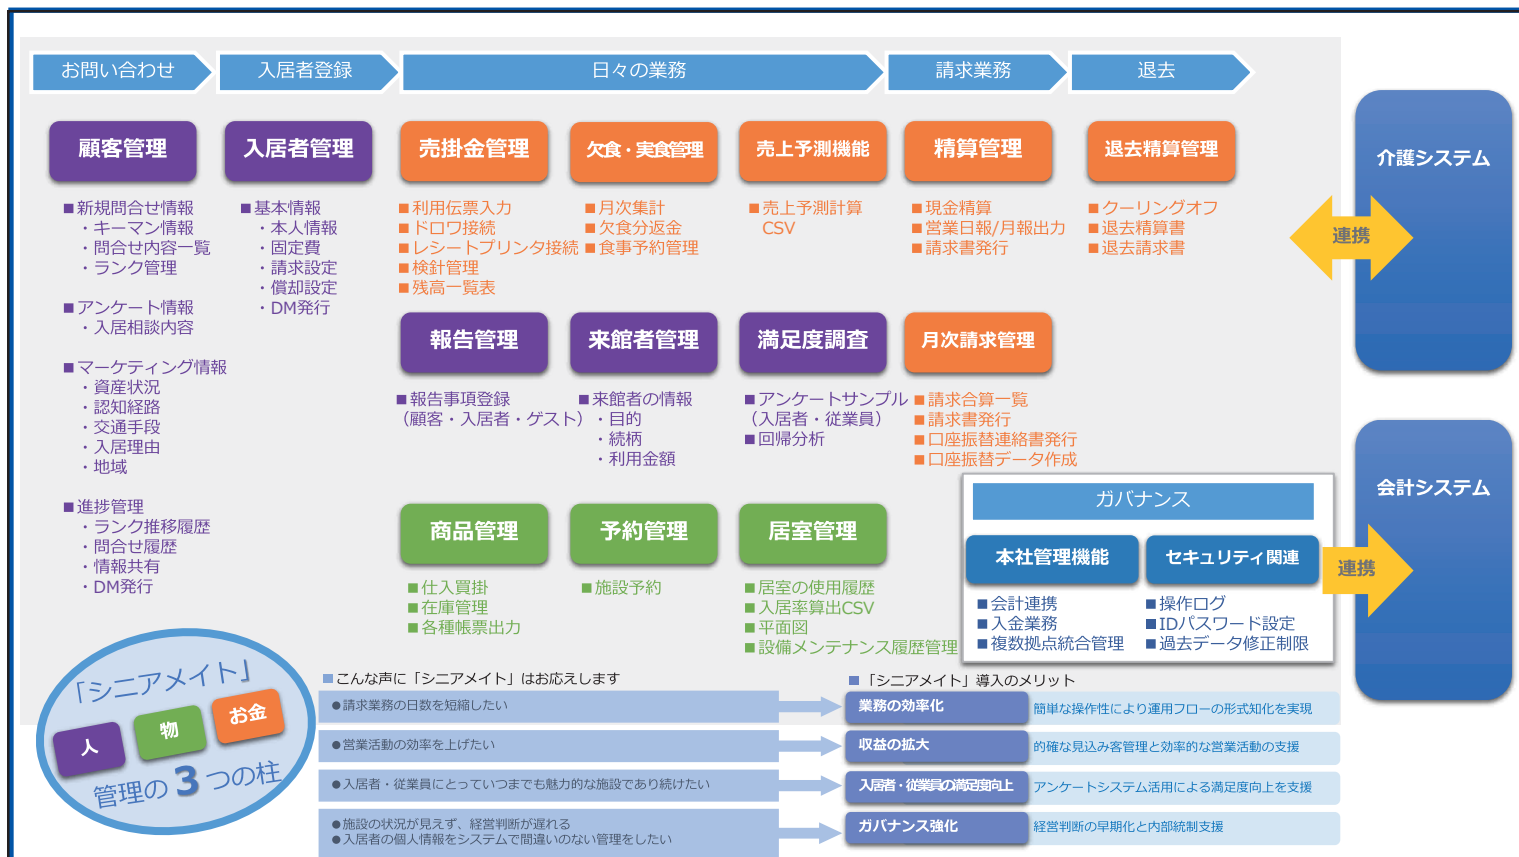 お問い合わせ
入居者登録
日々の業務
請求業務
退去
顧客管理
■新規問合せ情報
・キーマン情報
・問合せ内容一覧
・ランク管理
■アンケート情報
・入居相談内容
■マーケティング情報
・資産状況
・認知経路
・交通手段
・入居理由
・地域
■進捗管理
・ランク推移履歴
・問合せ履歴
・情報共有
・DM発行
入居者管理
■基本情報
・本人情報
・固定費
・請求設定
・償却設定
・DM発行
売掛金管理
■利用伝票入力
■ドロワ接続
■レシートプリンタ接続
■検針管理
■残高一覧表
欠食・実食管理
■月次集計
■欠食分返金
■食事予約管理
売上予測機能
■売上予測計算
CSV
精算管理
■現金精算
■営業日報/月報出力
■請求書発行
退去精算管理
■クーリングオフ
■退去精算書
■退去請求書
報告管理
■報告事項登録
（顧客・入居者・ゲスト）
来館者管理
■来館者の情報
・目的
・続柄
・利用金額
満足度調査
■アンケートサンプル
（入居者・従業員）
■回帰分析
月次請求管理
■請求合算一覧
■請求書発行
■口座振替連絡書発行
■口座振替データ作成
商品管理
■仕入買掛
■在庫管理
■各種帳票出力
予約管理
■施設予約
居室管理
■居室の使用履歴
■入居率算出CSV
■平面図
■設備メンテナンス履歴管理
ガバナンス
本社管理機能
■会計連携
■入金業務
■複数拠点統合管理
セキュリティ関連
■操作ログ
■IDパスワード設定
■過去データ修正制限
介護システム
連携
会計システム
連携
「シニアメイト」
人
物
お金
管理の３つの柱
■こんな声に「シニアメイト」はお応えします
●請求業務の日数を短縮したい
●営業活動の効率を上げたい
●入居者・従業員にとっていつまでも魅力的な施設であり続けたい
●施設の状況が見えず、経営判断が遅れる
●入居者の個人情報をシステムで間違いのない管理をしたい
■「シニアメイト」導入のメリット
業務の効率化
簡単な操作性により運用フローの形式知化を実現
収益の拡大
的確な見込み客管理と効率的な営業活動の支援
入居者・従業員の満足度向上
アンケートシステム活用による満足度向上を支援
ガバナンス強化
経営判断の早期化と内部統制支援